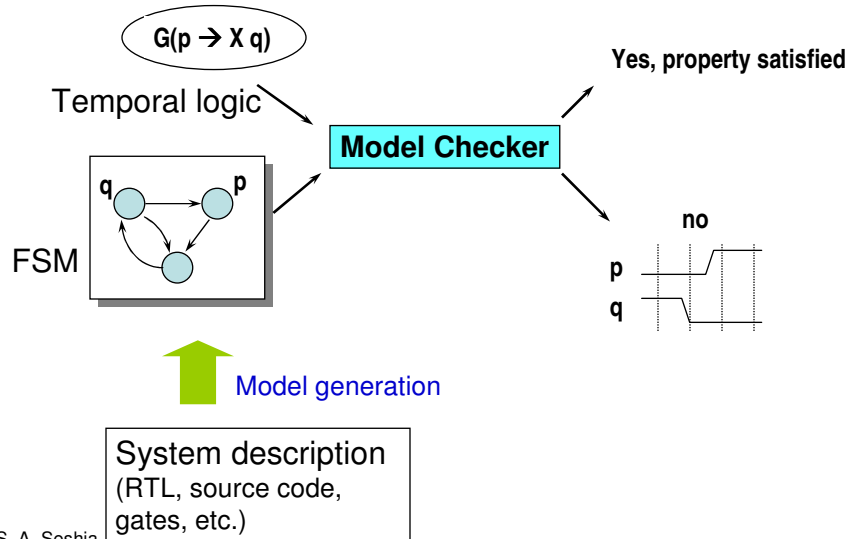 G(p → X q)
Yes, property satisfied
Temporal logic
Model Checker
q
p
no
FSM
p
q
Model generation
System description
(RTL, source code,
gates, etc.)
S. A. Seshia